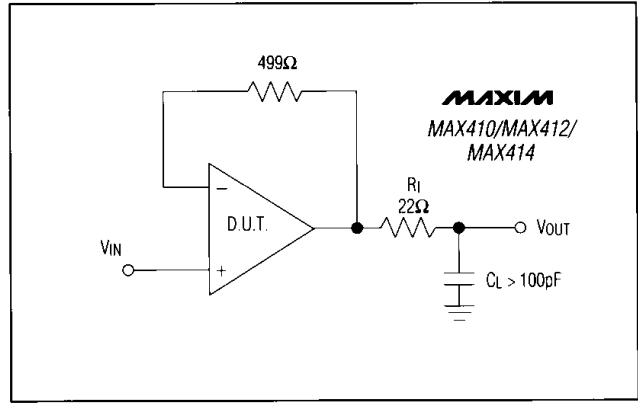 499Ω
MAXIM
MAX410/MAX412/
MAX414
RI
22Ω
−
D.U.T.
VIN
+
VOUT
CL > 100pF